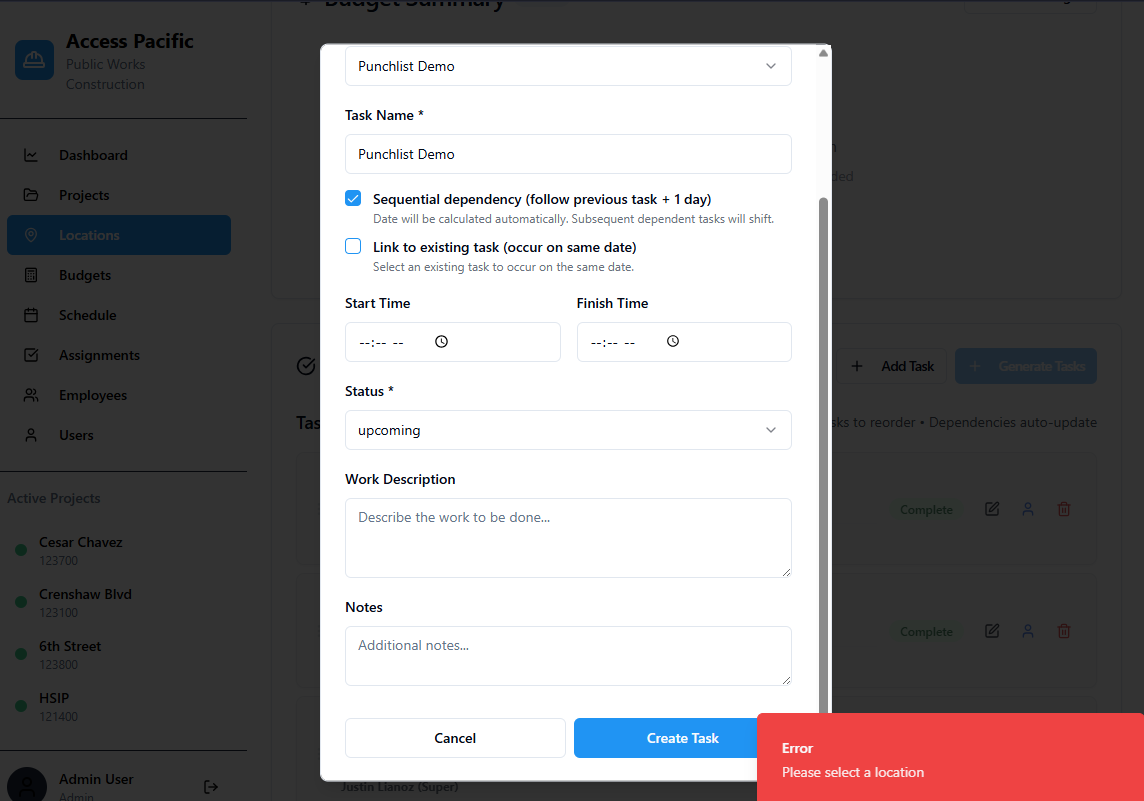 Budget Summary
Access Pacific
Public Works
Construction
Dashboard
Projects
Locations
Budgets
Schedule
Assignments
Employees
Users
Active Projects
Cesar Chavez
123700
Crenshaw Blvd
123100
6th Street
123800
HSIP
121400
Admin User
Admin
Punchlist Demo
Task Name *
Punchlist Demo
Sequential dependency (follow previous task + 1 day)
Date will be calculated automatically. Subsequent dependent tasks will shift.
Link to existing task (occur on same date)
Select an existing task to occur on the same date.
Start Time
Finish Time
--:-- --
--:-- --
Status *
upcoming
Work Description
Describe the work to be done...
Notes
Additional notes...
Cancel
Create Task
Add Task
Generate Tasks
to reorder • Dependencies auto-update
Complete
Complete
Justin Llanoz (Super)
Error
Please select a location